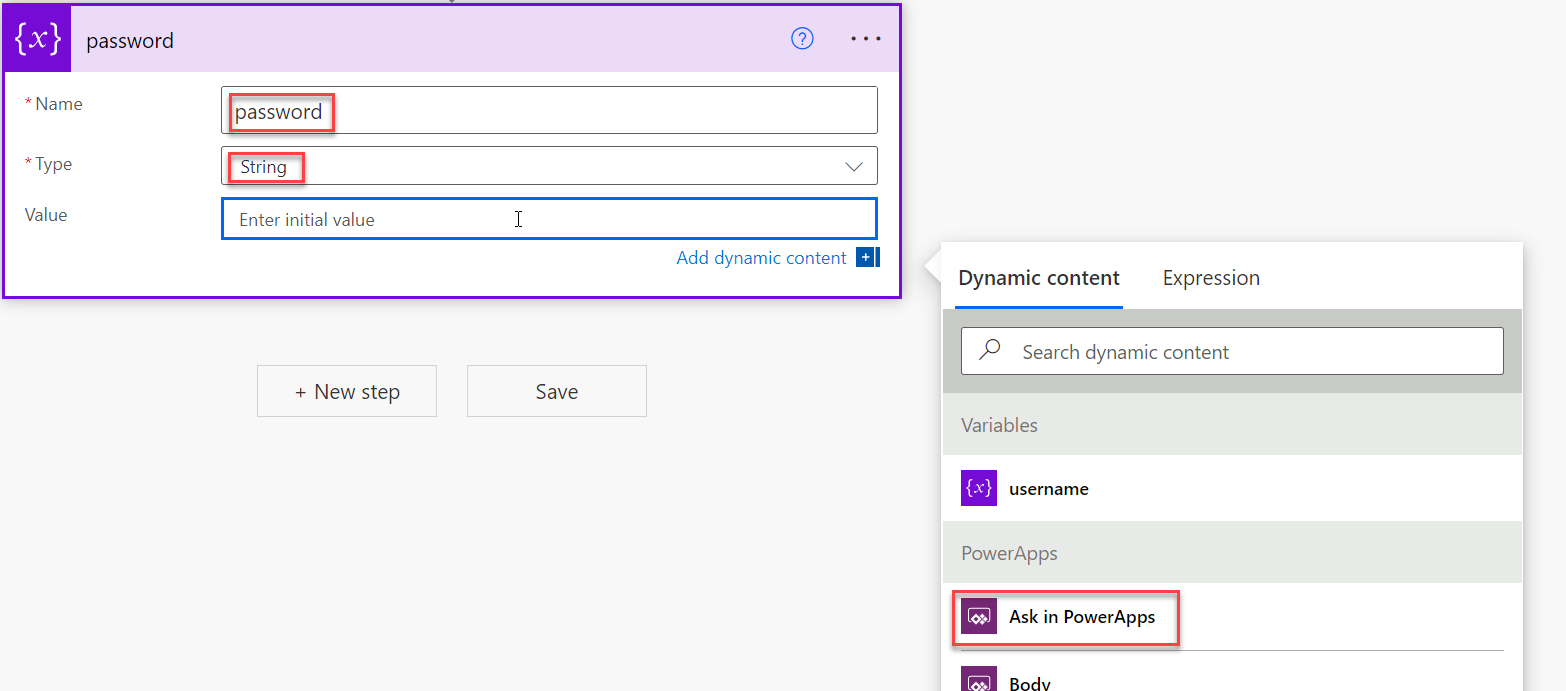 {x} password ? ...
* Name password
* Type String
Value Enter initial value
Add dynamic content +
+ New step Save
Dynamic content Expression
Search dynamic content
Variables
{x} username
PowerApps
Ask in PowerApps
Body